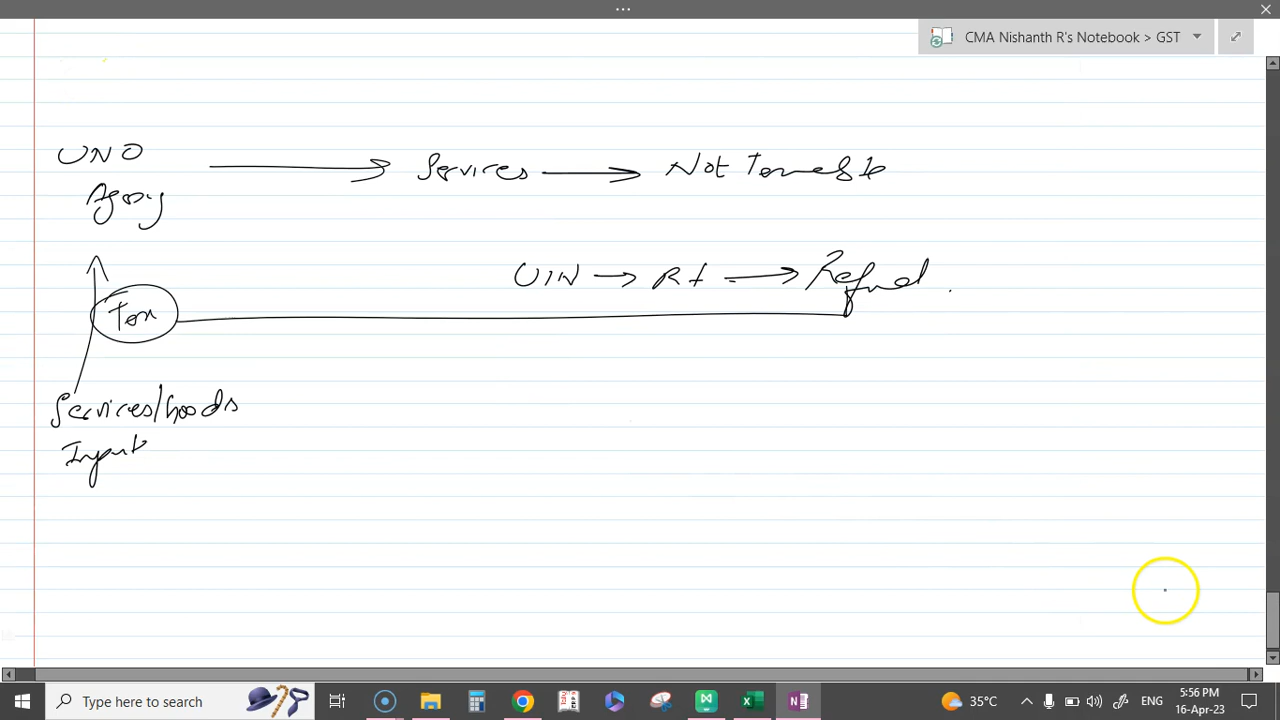 ...
CMA Nishanth R's Notebook > GST
UNO → Services → Not Taxable
Agency
UIN → R1 → Refund.
Tax
Services/Goods
Input
Type here to search
35°C
ENG
5:56 PM
16-Apr-23